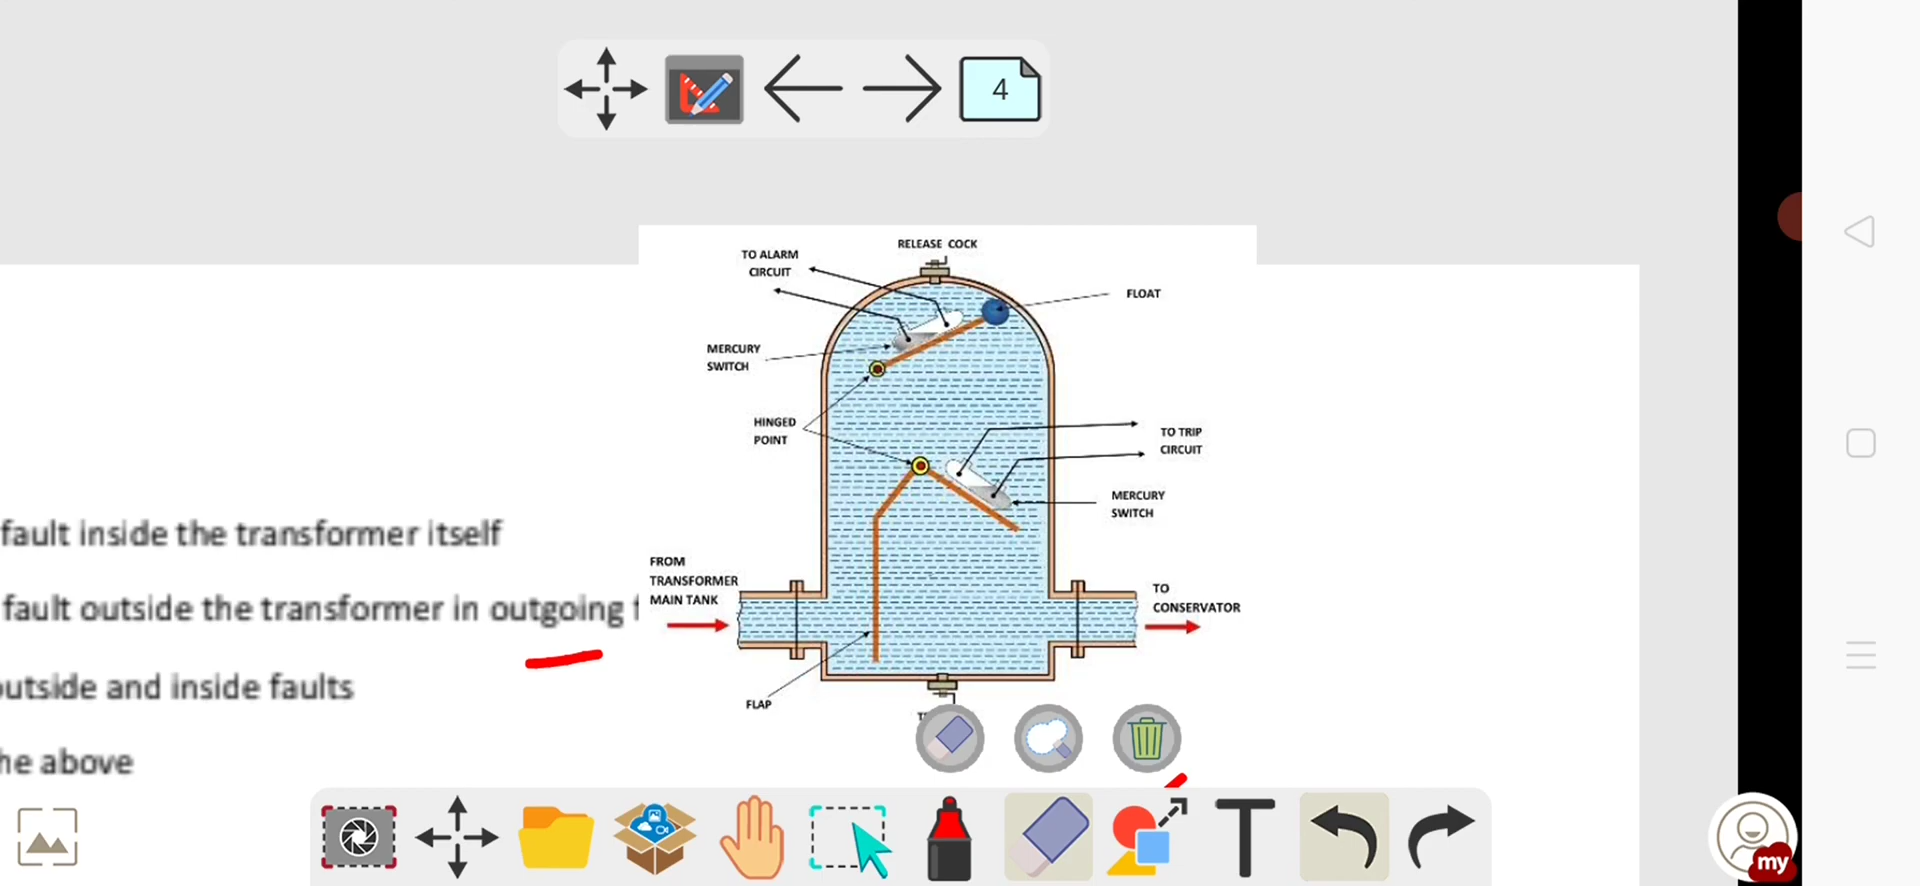 4
RELEASE COCK
TO ALARM
CIRCUIT
FLOAT
MERCURY
SWITCH
HINGED
POINT
TO TRIP
CIRCUIT
MERCURY
SWITCH
FROM
TRANSFORMER
MAIN TANK
TO
CONSERVATOR
FLAP
fault inside the transformer itself
fault outside the transformer in outgoing
outside and inside faults
he above
T
my